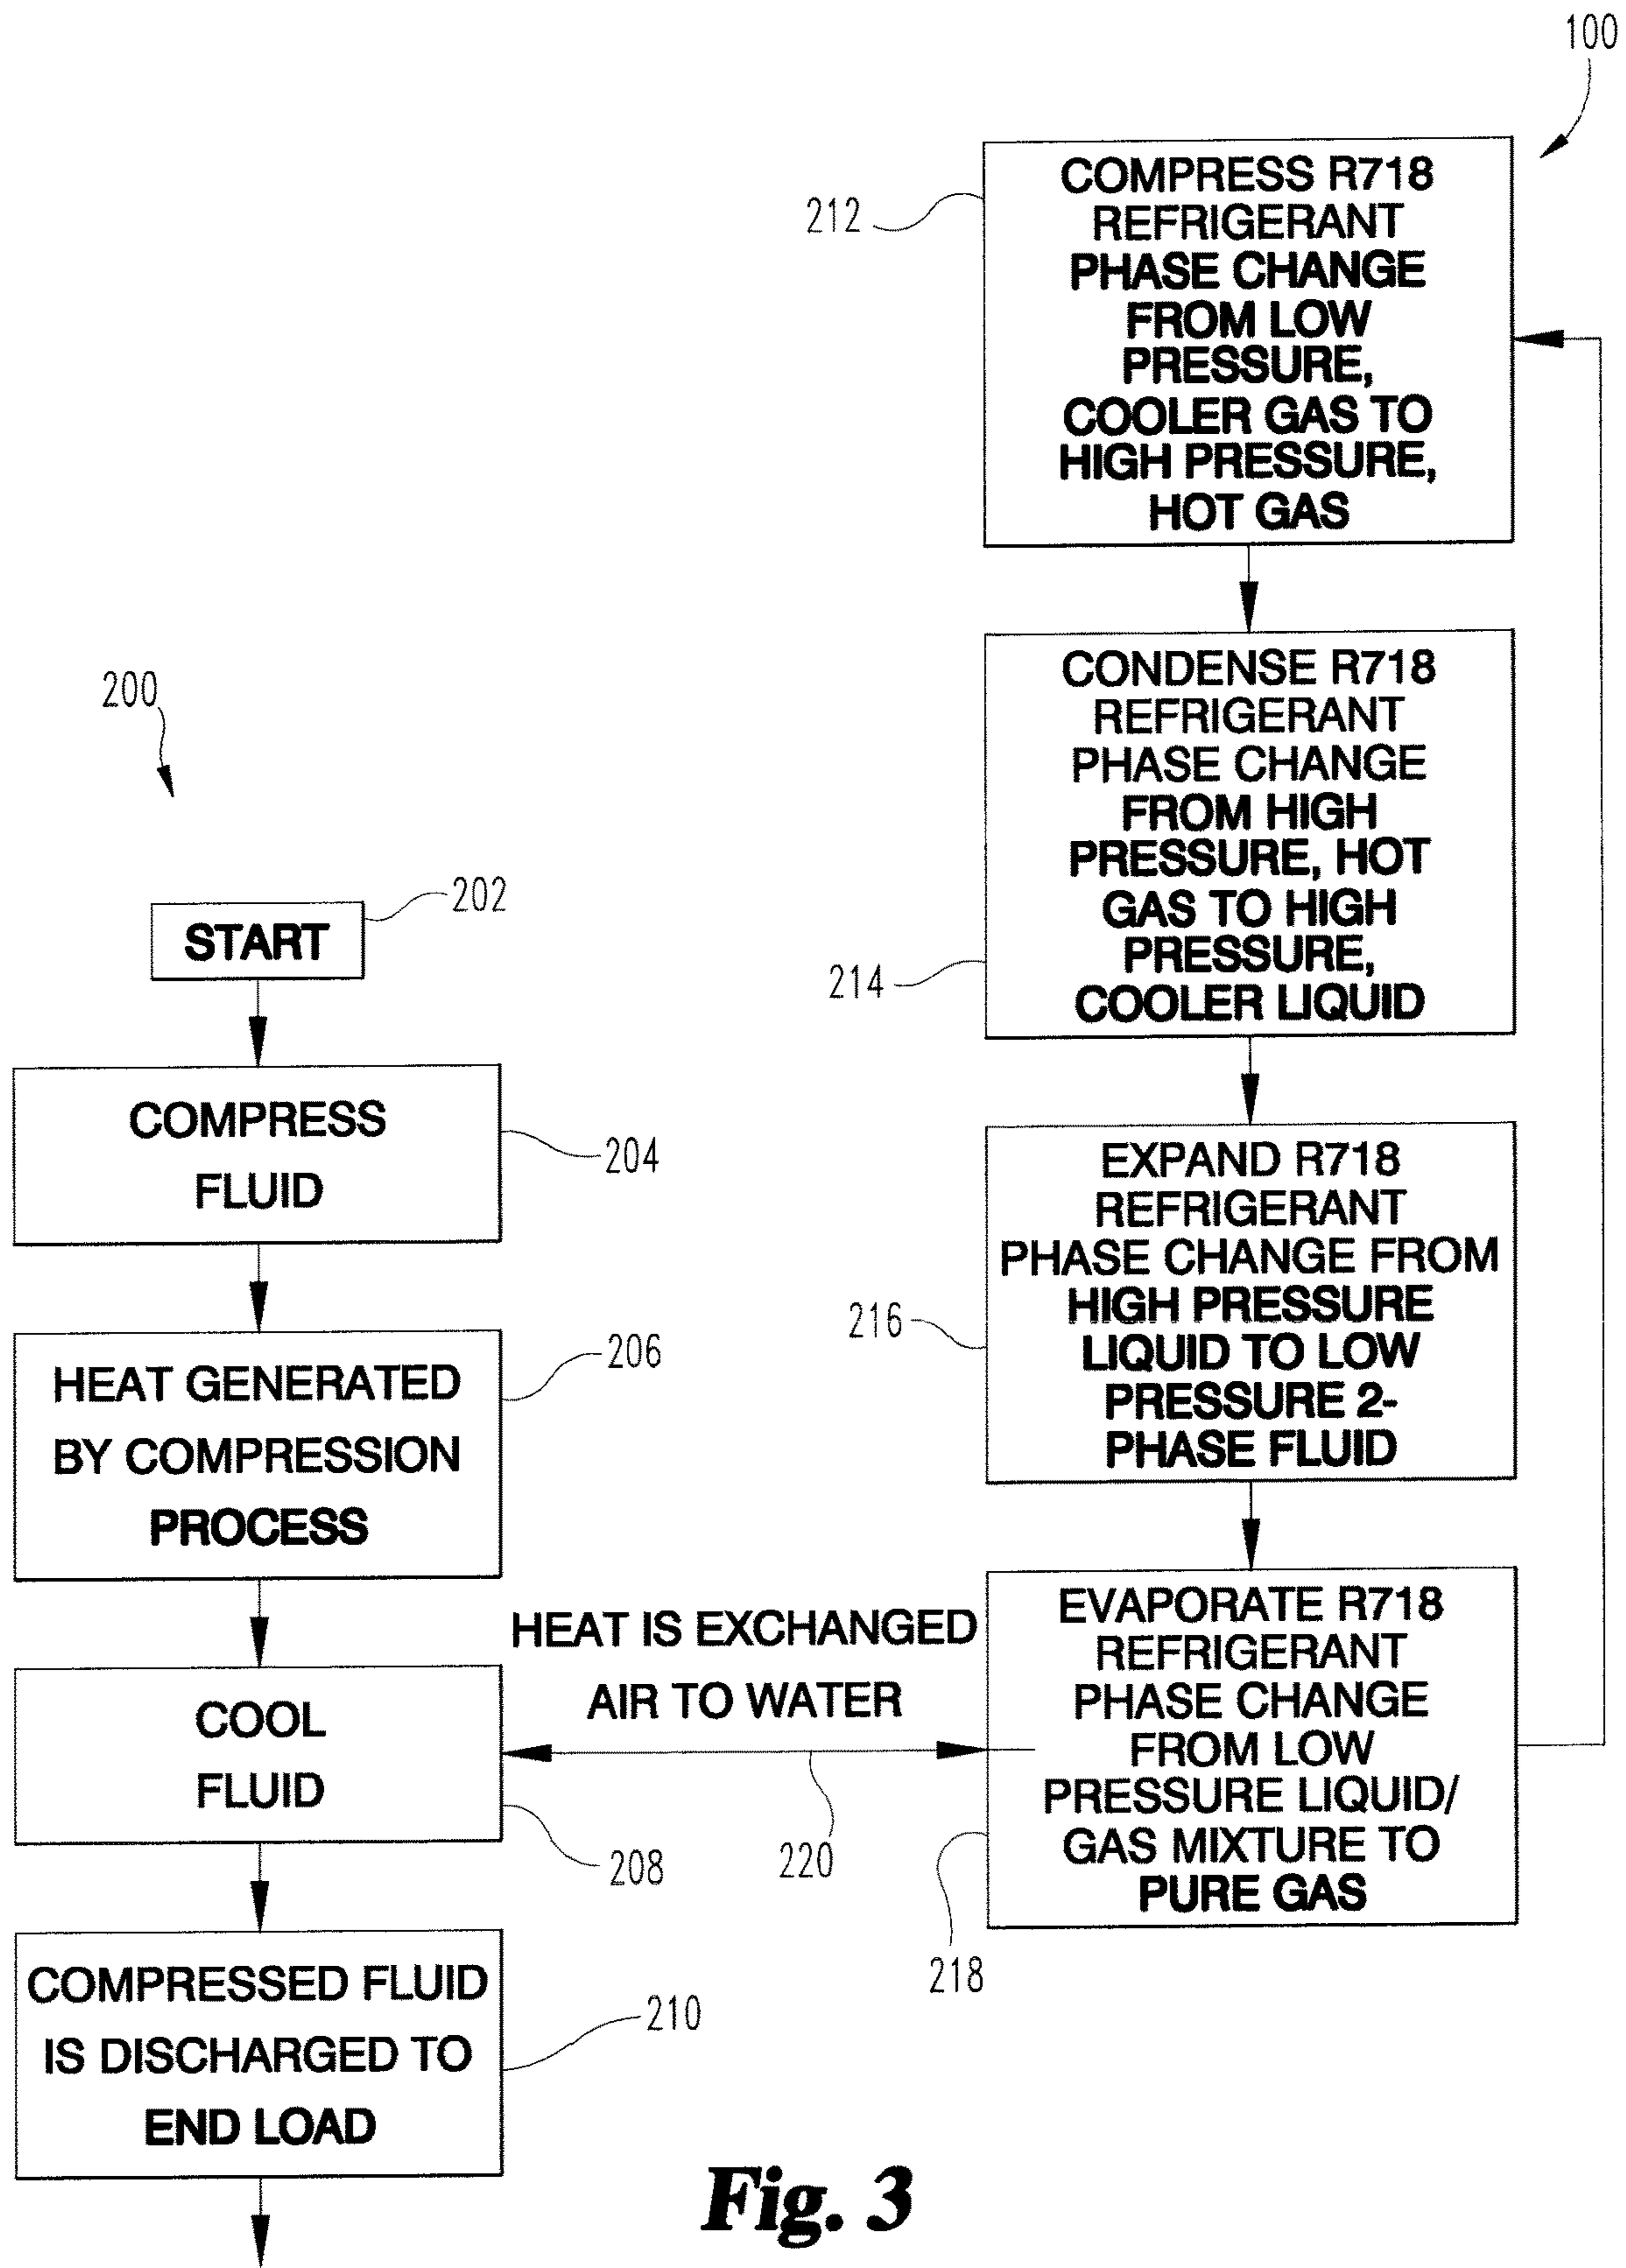 100
212
COMPRESS R718
REFRIGERANT
PHASE CHANGE
FROM LOW
PRESSURE,
COOLER GAS TO
HIGH PRESSURE,
HOT GAS
214
CONDENSE R718
REFRIGERANT
PHASE CHANGE
FROM HIGH
PRESSURE, HOT
GAS TO HIGH
PRESSURE,
COOLER LIQUID
216
EXPAND R718
REFRIGERANT
PHASE CHANGE FROM
HIGH PRESSURE
LIQUID TO LOW
PRESSURE 2-
PHASE FLUID
218
EVAPORATE R718
REFRIGERANT
PHASE CHANGE
FROM LOW
PRESSURE LIQUID/
GAS MIXTURE TO
PURE GAS
200
START
202
COMPRESS
FLUID
204
HEAT GENERATED
BY COMPRESSION
PROCESS
206
COOL
FLUID
208
HEAT IS EXCHANGED
AIR TO WATER
220
COMPRESSED FLUID
IS DISCHARGED TO
END LOAD
210
Fig. 3